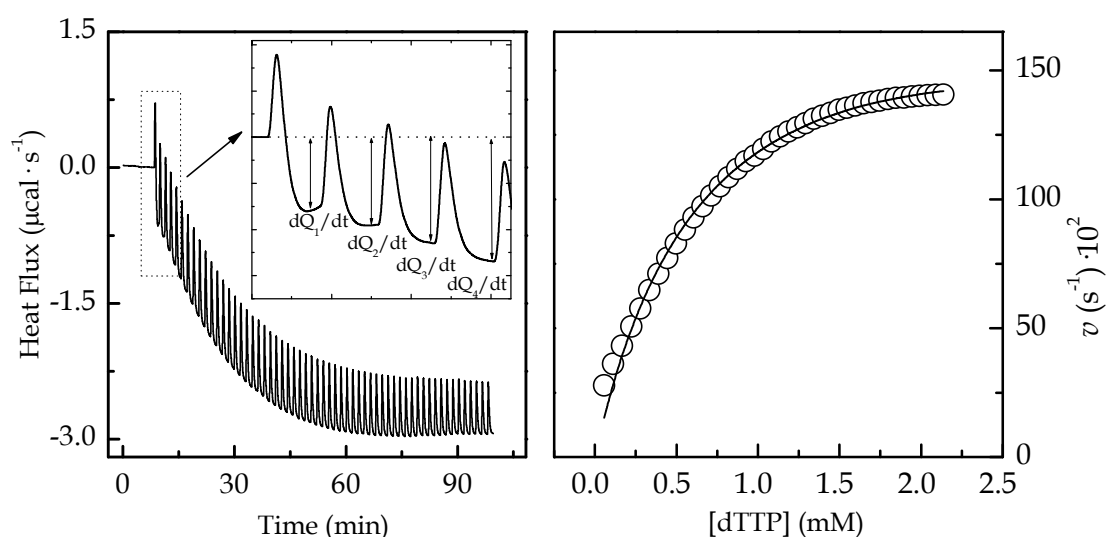 1.5
0.0
-1.5
-3.0
Heat Flux (μcal · s⁻¹)
0
30
60
90
Time (min)
dQ₁/dt
dQ₂/dt
dQ₃/dt
dQ₄/dt
150
100
50
0
v (s⁻¹) ·10²
0.0
0.5
1.0
1.5
2.0
2.5
[dTTP] (mM)